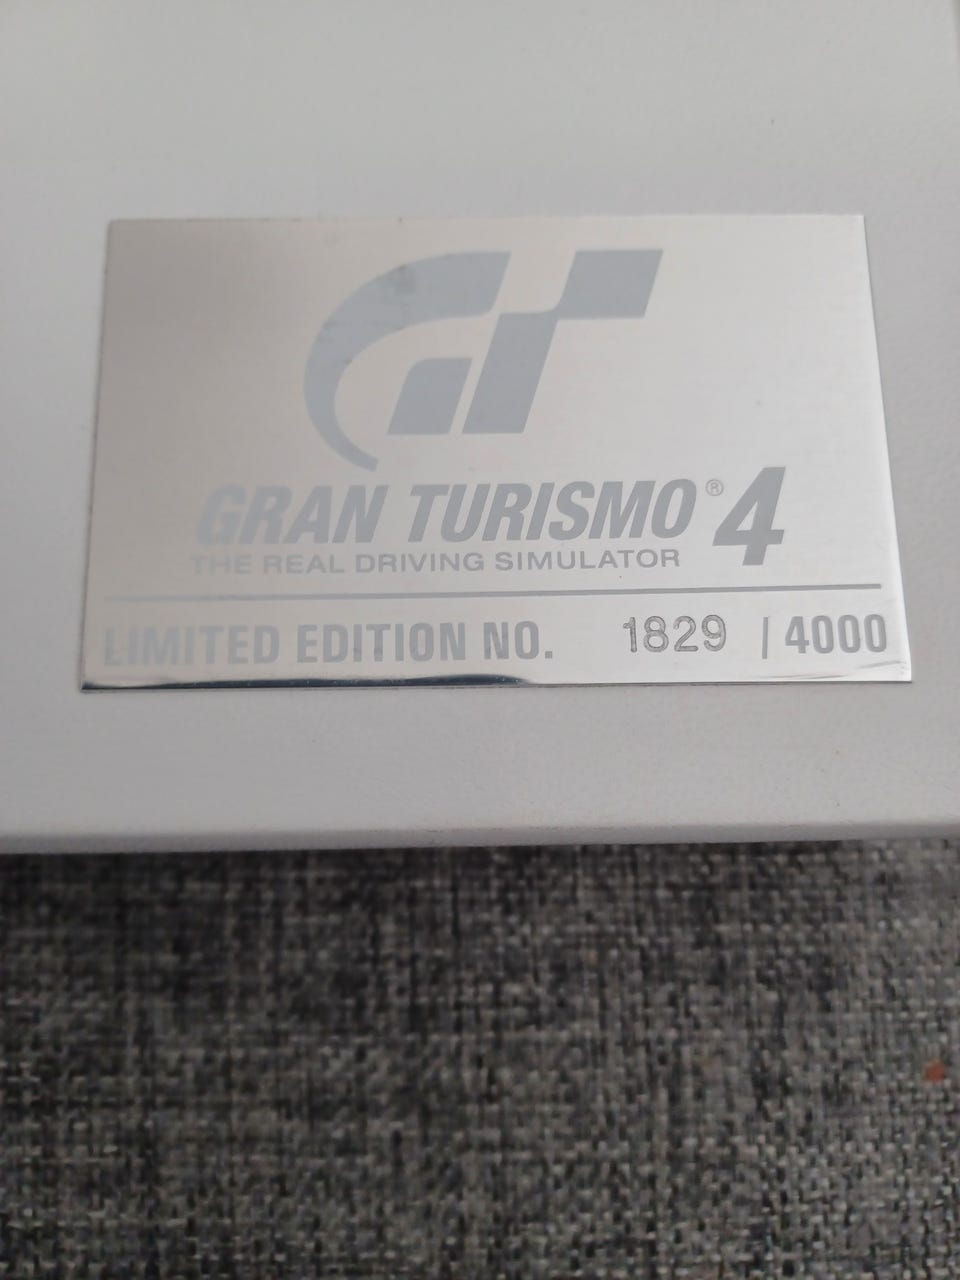 GT
GRAN TURISMO® 4
THE REAL DRIVING SIMULATOR
LIMITED EDITION NO. 1829 / 4000